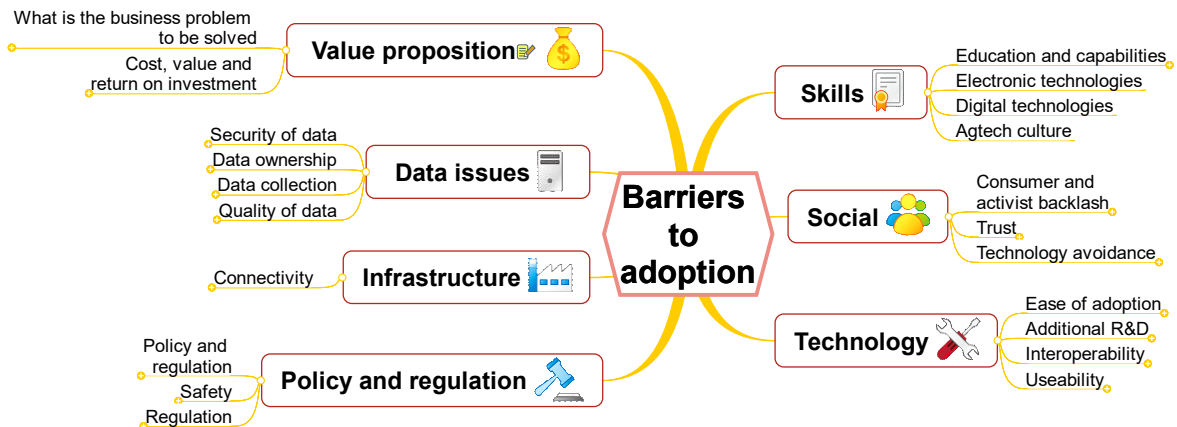 Barriers
to
adoption
Value proposition
What is the business problem
to be solved
Cost, value and
return on investment
Data issues
Security of data
Data ownership
Data collection
Quality of data
Infrastructure
Connectivity
Policy and regulation
Policy and
regulation
Safety
Regulation
Skills
Education and capabilities
Electronic technologies
Digital technologies
Agtech culture
Social
Consumer and
activist backlash
Trust
Technology avoidance
Technology
Ease of adoption
Additional R&D
Interoperability
Useability